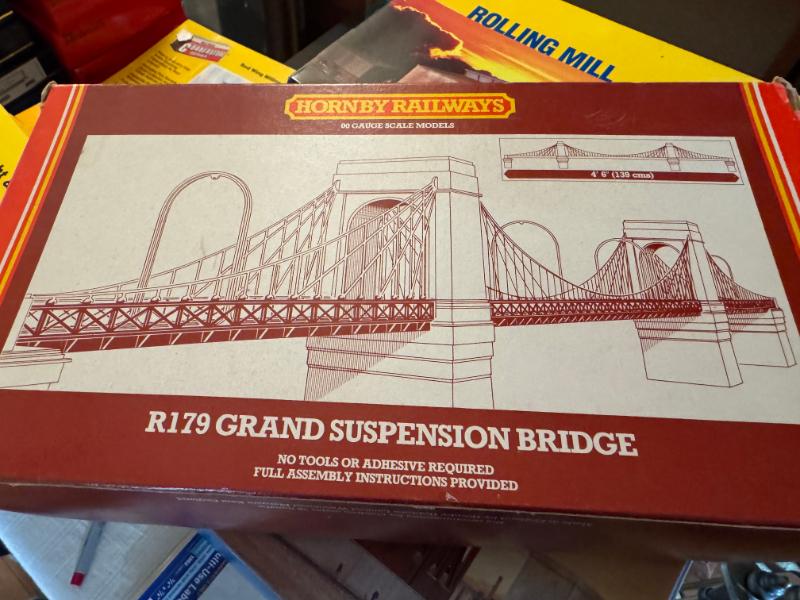 ROLLING MILL
CORNERSTONE
HORNBY RAILWAYS
00 GAUGE SCALE MODELS
4' 6" (139 cms)
R179 GRAND SUSPENSION BRIDGE
NO TOOLS OR ADHESIVE REQUIRED
FULL ASSEMBLY INSTRUCTIONS PROVIDED